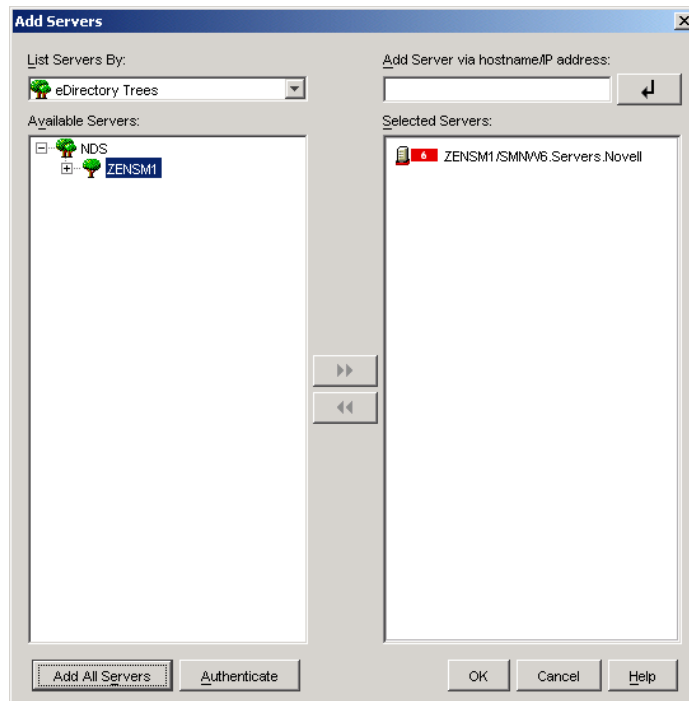 Add Servers
List Servers By:
eDirectory Trees
Add Server via hostname/IP address:
Available Servers:
NDS
ZENSM1
Selected Servers:
6 ZENSM1/SMNW6.Servers.Novell
Add All Servers
Authenticate
OK
Cancel
Help